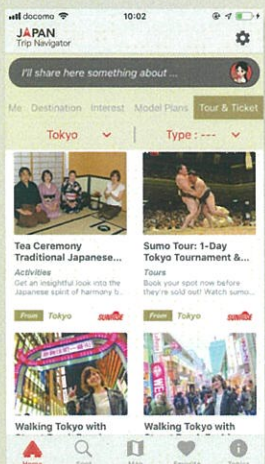 docomo 10:02
JAPAN
Trip Navigator
I'll share here something about ...
Me Destination Interest Model Plans Tour & Ticket
Tokyo Type : ---
Tea Ceremony
Traditional Japanese...
Activities
Get an insightful look into the
Japanese spirit of harmony b..
From Tokyo SUNRISE
Sumo Tour: 1-Day
Tokyo Tournament &...
Tours
Book your spot now before
they're sold out! Watch sumo...
From Tokyo SUNRISE
Walking Tokyo with
Walking Tokyo with
Home
Map